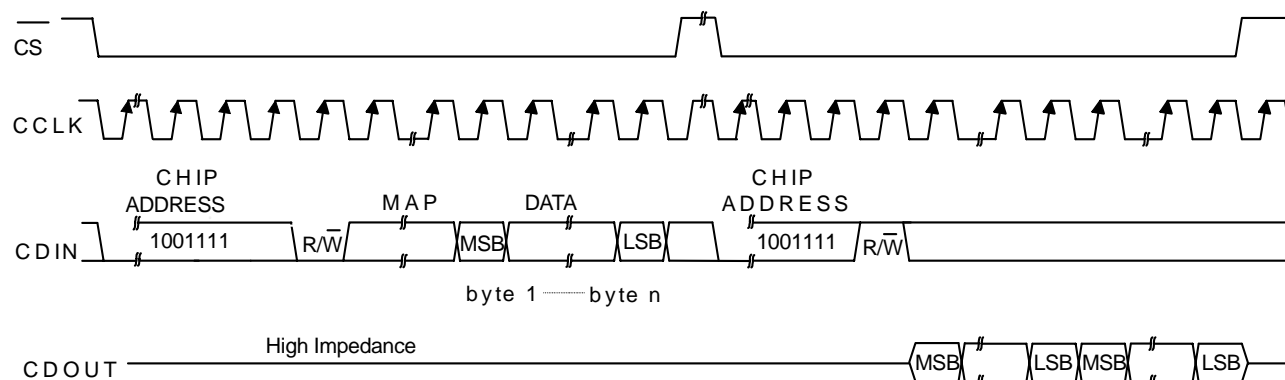 CS
CCLK
CHIP
ADDRESS
MAP
DATA
CHIP
ADDRESS
CDIN
1001111
R/W
MSB
LSB
1001111
R/W
byte 1
byte n
High Impedance
CDOUT
MSB
LSB
MSB
LSB